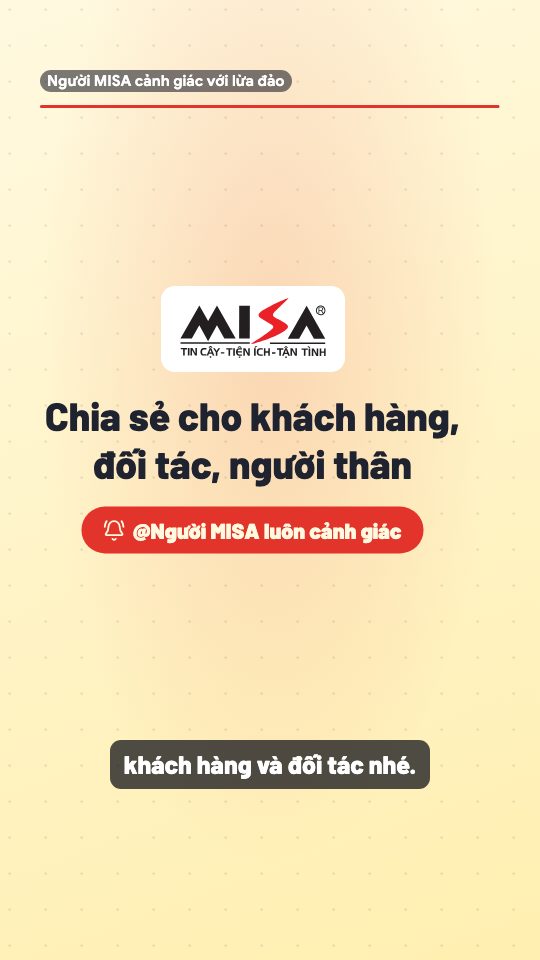 Người MISA cảnh giác với lừa đảo
MISA®
TIN CẬY-TIỆN ÍCH-TẬN TÌNH
Chia sẻ cho khách hàng,
đối tác, người thân
@Người MISA luôn cảnh giác
khách hàng và đối tác nhé.